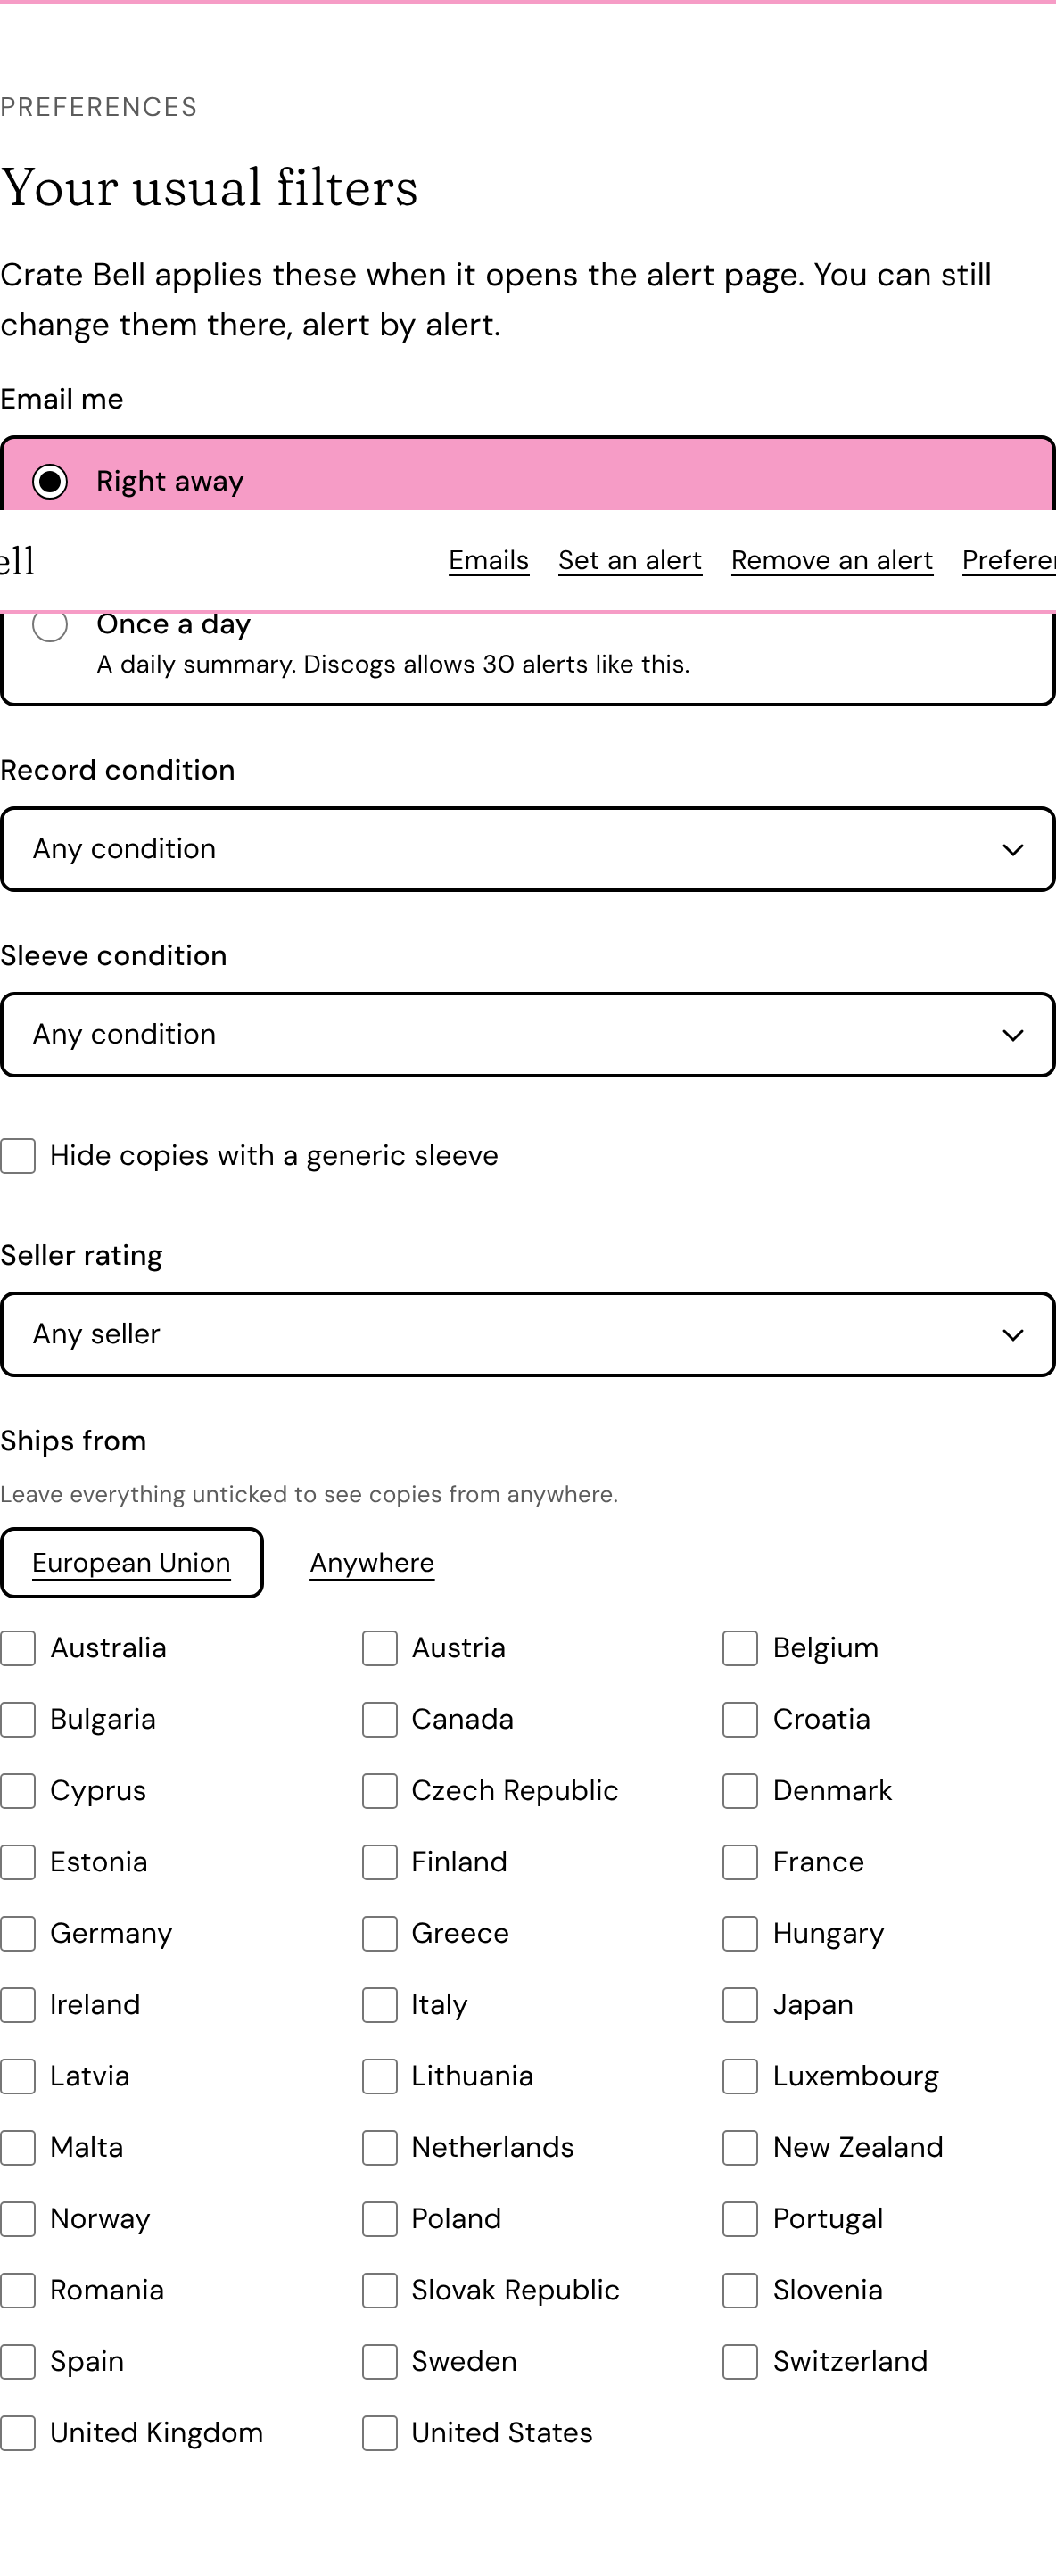 PREFERENCES
Your usual filters
Crate Bell applies these when it opens the alert page. You can still
change them there, alert by alert.
Email me
Right away
ell Emails Set an alert Remove an alert Prefere
Once a day
A daily summary. Discogs allows 30 alerts like this.
Record condition
Any condition
Sleeve condition
Any condition
Hide copies with a generic sleeve
Seller rating
Any seller
Ships from
Leave everything unticked to see copies from anywhere.
European Union Anywhere
Australia Austria Belgium
Bulgaria Canada Croatia
Cyprus Czech Republic Denmark
Estonia Finland France
Germany Greece Hungary
Ireland Italy Japan
Latvia Lithuania Luxembourg
Malta Netherlands New Zealand
Norway Poland Portugal
Romania Slovak Republic Slovenia
Spain Sweden Switzerland
United Kingdom United States